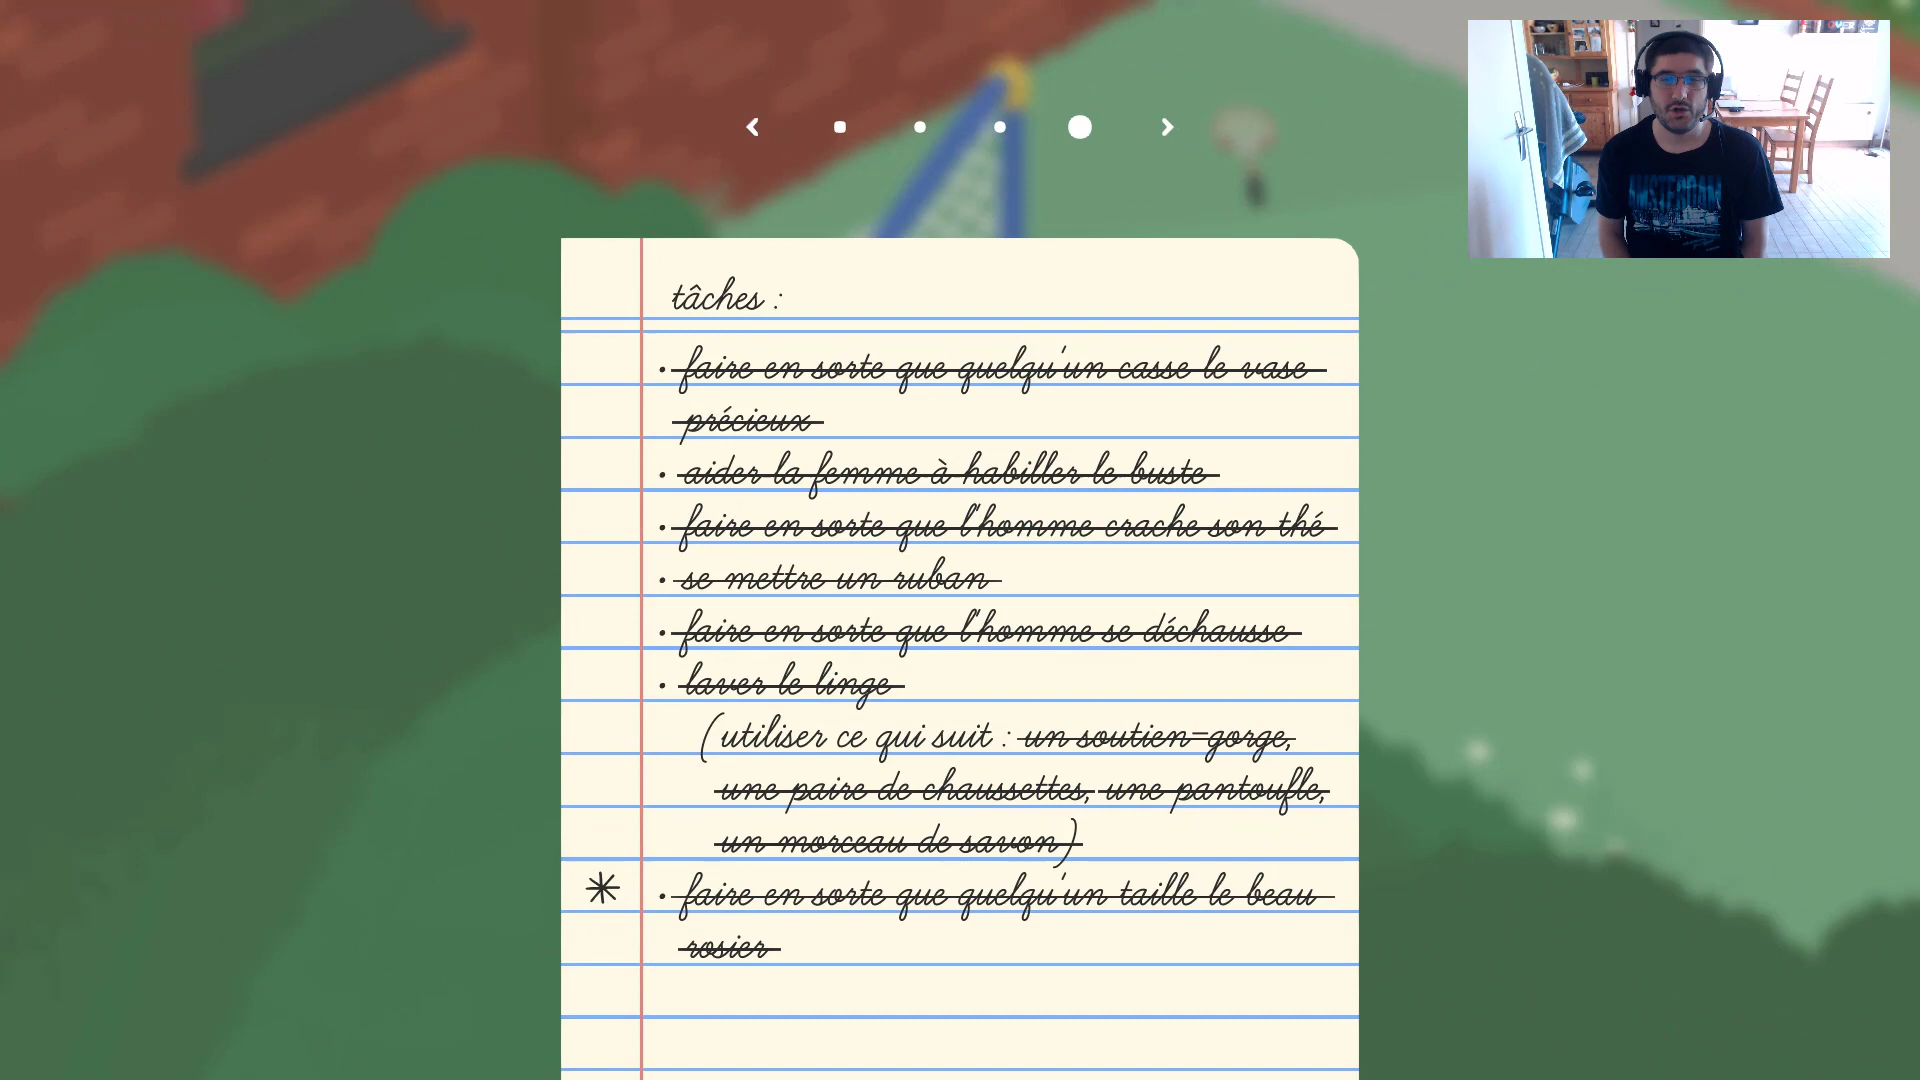 tâches :
• faire en sorte que quelqu'un casse le vase
précieux
• aider la femme à habiller le buste
• faire en sorte que l'homme crache son thé
• se mettre un ruban
• faire en sorte que l'homme se déchausse
• laver le linge
(utiliser ce qui suit : un soutien-gorge,
une paire de chaussettes, une pantoufle,
un morceau de savon)
• faire en sorte que quelqu'un taille le beau
rosier
AMSTERDAM